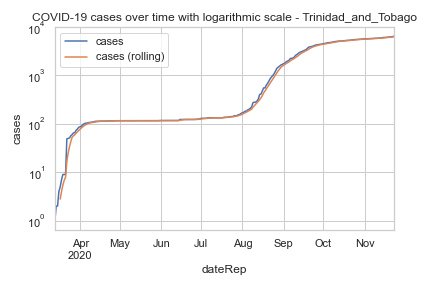 COVID-19 cases over time with logarithmic scale - Trinidad_and_Tobago
cases
cases (rolling)
10^4
10^3
10^2
10^1
10^0
cases
Apr
2020
May
Jun
Jul
Aug
Sep
Oct
Nov
dateRep